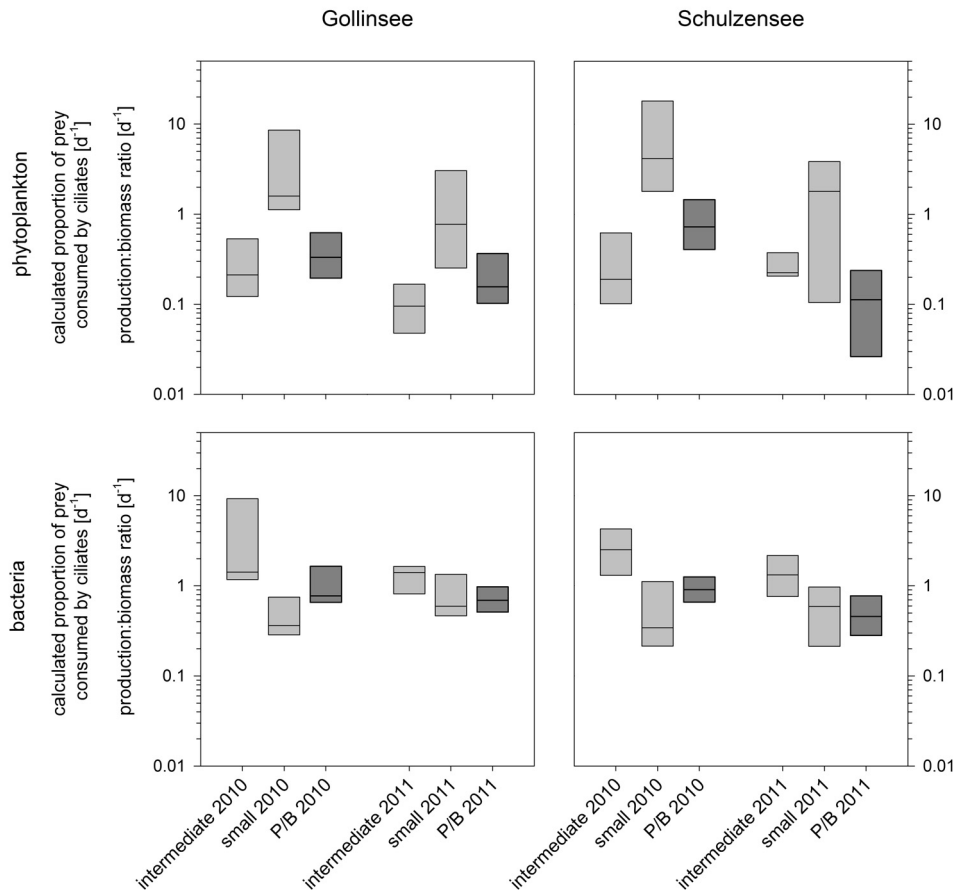 Gollinsee
Schulzensee
phytoplankton
calculated proportion of prey
consumed by ciliates [d-1]
production:biomass ratio [d-1]
10
1
0.1
0.01
10
1
0.1
0.01
bacteria
calculated proportion of prey
consumed by ciliates [d-1]
production:biomass ratio [d-1]
10
1
0.1
0.01
10
1
0.1
0.01
intermediate 2010
small 2010
P/B 2010
intermediate 2011
small 2011
P/B 2011
intermediate 2010
small 2010
P/B 2010
intermediate 2011
small 2011
P/B 2011